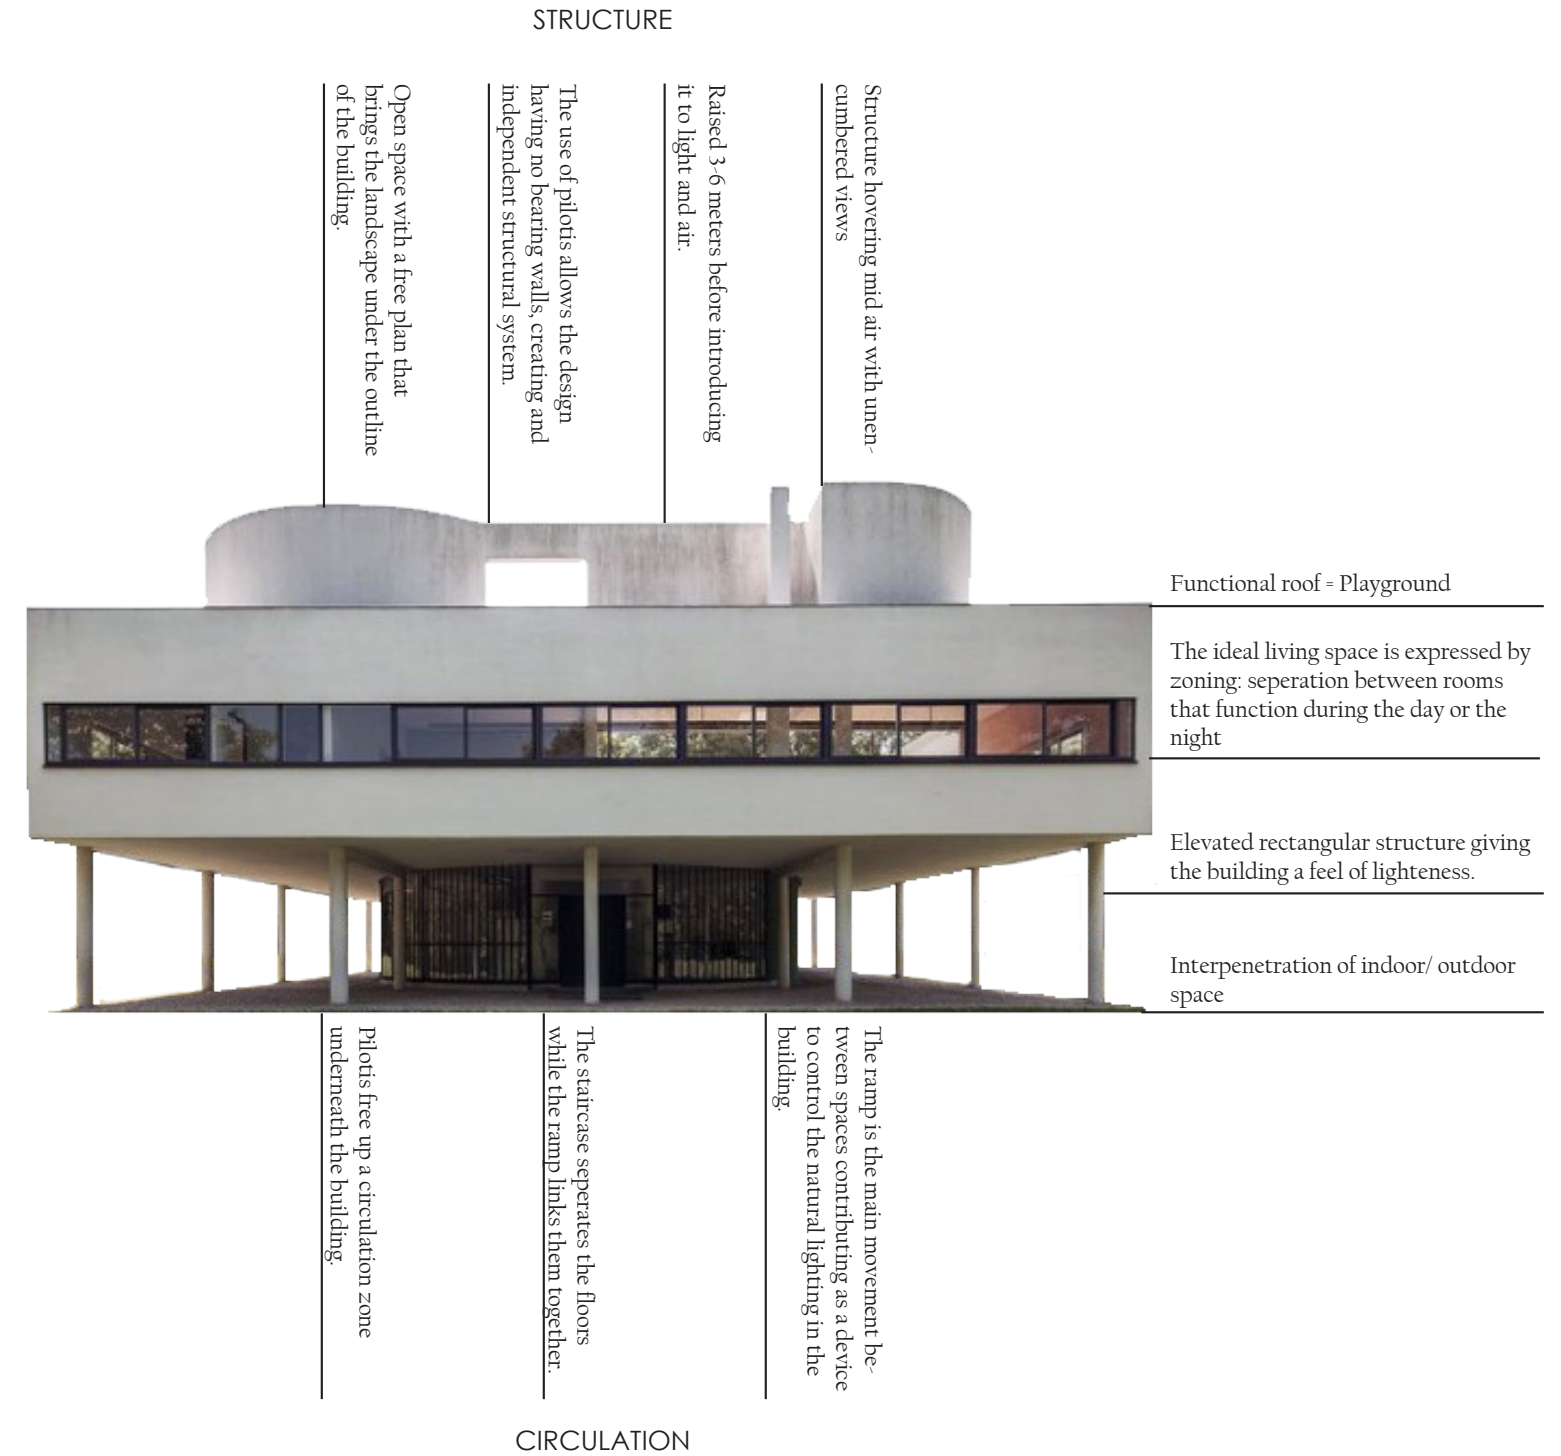 STRUCTURE
Open space with a free plan that
brings the landscape under the outline
of the building.
The use of pilotis allows the design
having no bearing walls, creating and
independent structural system.
Raised 3-6 meters before introducing
it to light and air.
Structure hovering mid air with unen-
cumbered views
Functional roof = Playground
The ideal living space is expressed by
zoning: seperation between rooms
that function during the day or the
night
Elevated rectangular structure giving
the building a feel of lighteness.
Interpenetration of indoor/ outdoor
space
Pilotis free up a circulation zone
underneath the building.
The staircase seperates the floors
while the ramp links them together.
The ramp is the main movement be-
tween spaces contributing as a device
to control the natural lighting in the
building.
CIRCULATION